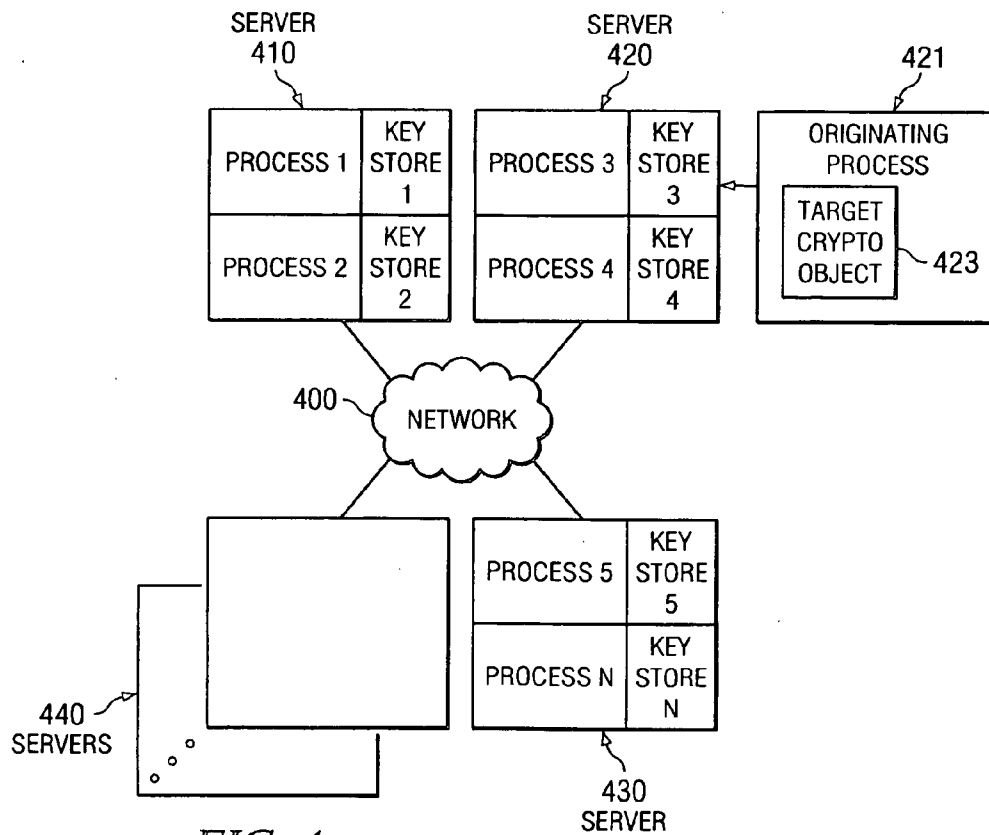 SERVER
410
SERVER
420
421
PROCESS 1
KEY
STORE
1
PROCESS 2
KEY
STORE
2
PROCESS 3
KEY
STORE
3
PROCESS 4
KEY
STORE
4
ORIGINATING
PROCESS
TARGET
CRYPTO
OBJECT
423
400
NETWORK
PROCESS 5
KEY
STORE
5
PROCESS N
KEY
STORE
N
440
SERVERS
430
SERVER